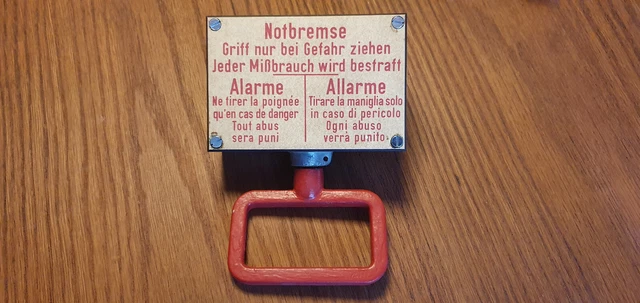 Notbremse
Griff nur bei Gefahr ziehen
Jeder Mißbrauch wird bestraft
Alarme
Ne tirer la poignée
qu'en cas de danger
Tout abus
sera puni
Allarme
Tirare la maniglia solo
in caso di pericolo
Ogni abuso
verrà punito.